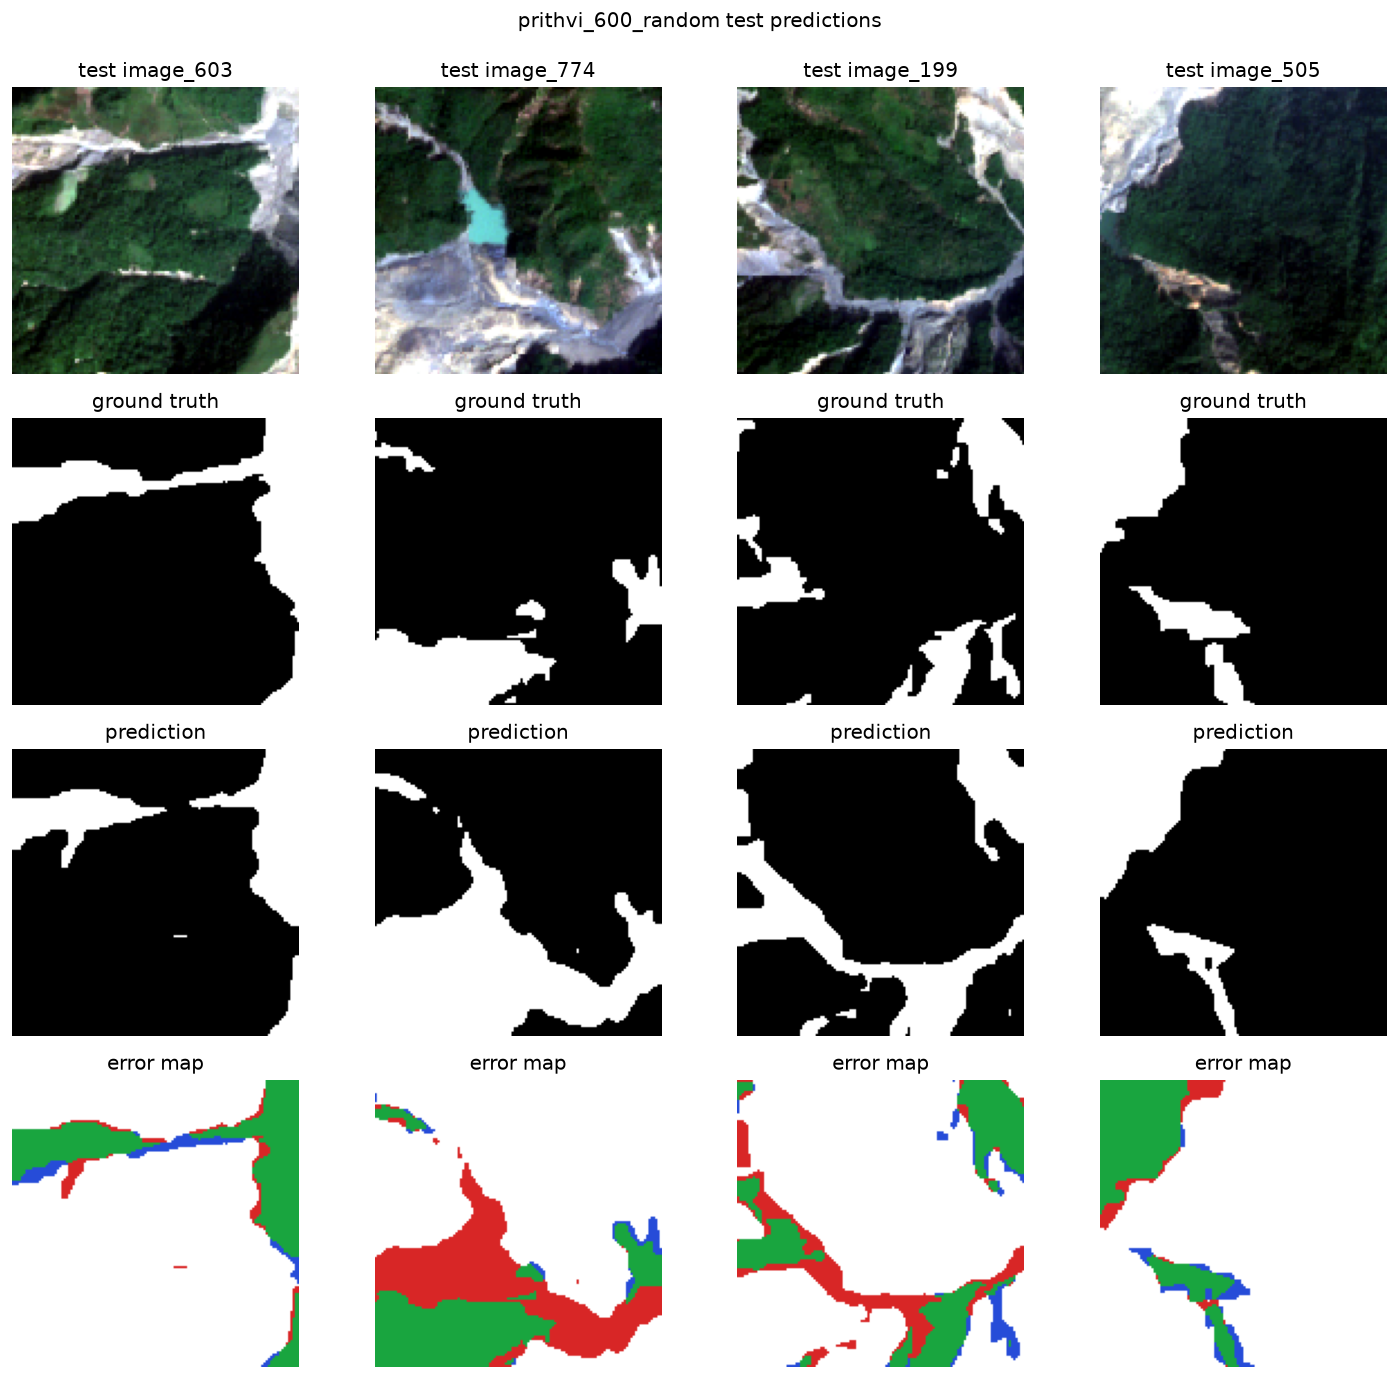 prithvi_600_random test predictions
test image_603
test image_774
test image_199
test image_505
ground truth
ground truth
ground truth
ground truth
prediction
prediction
prediction
prediction
error map
error map
error map
error map